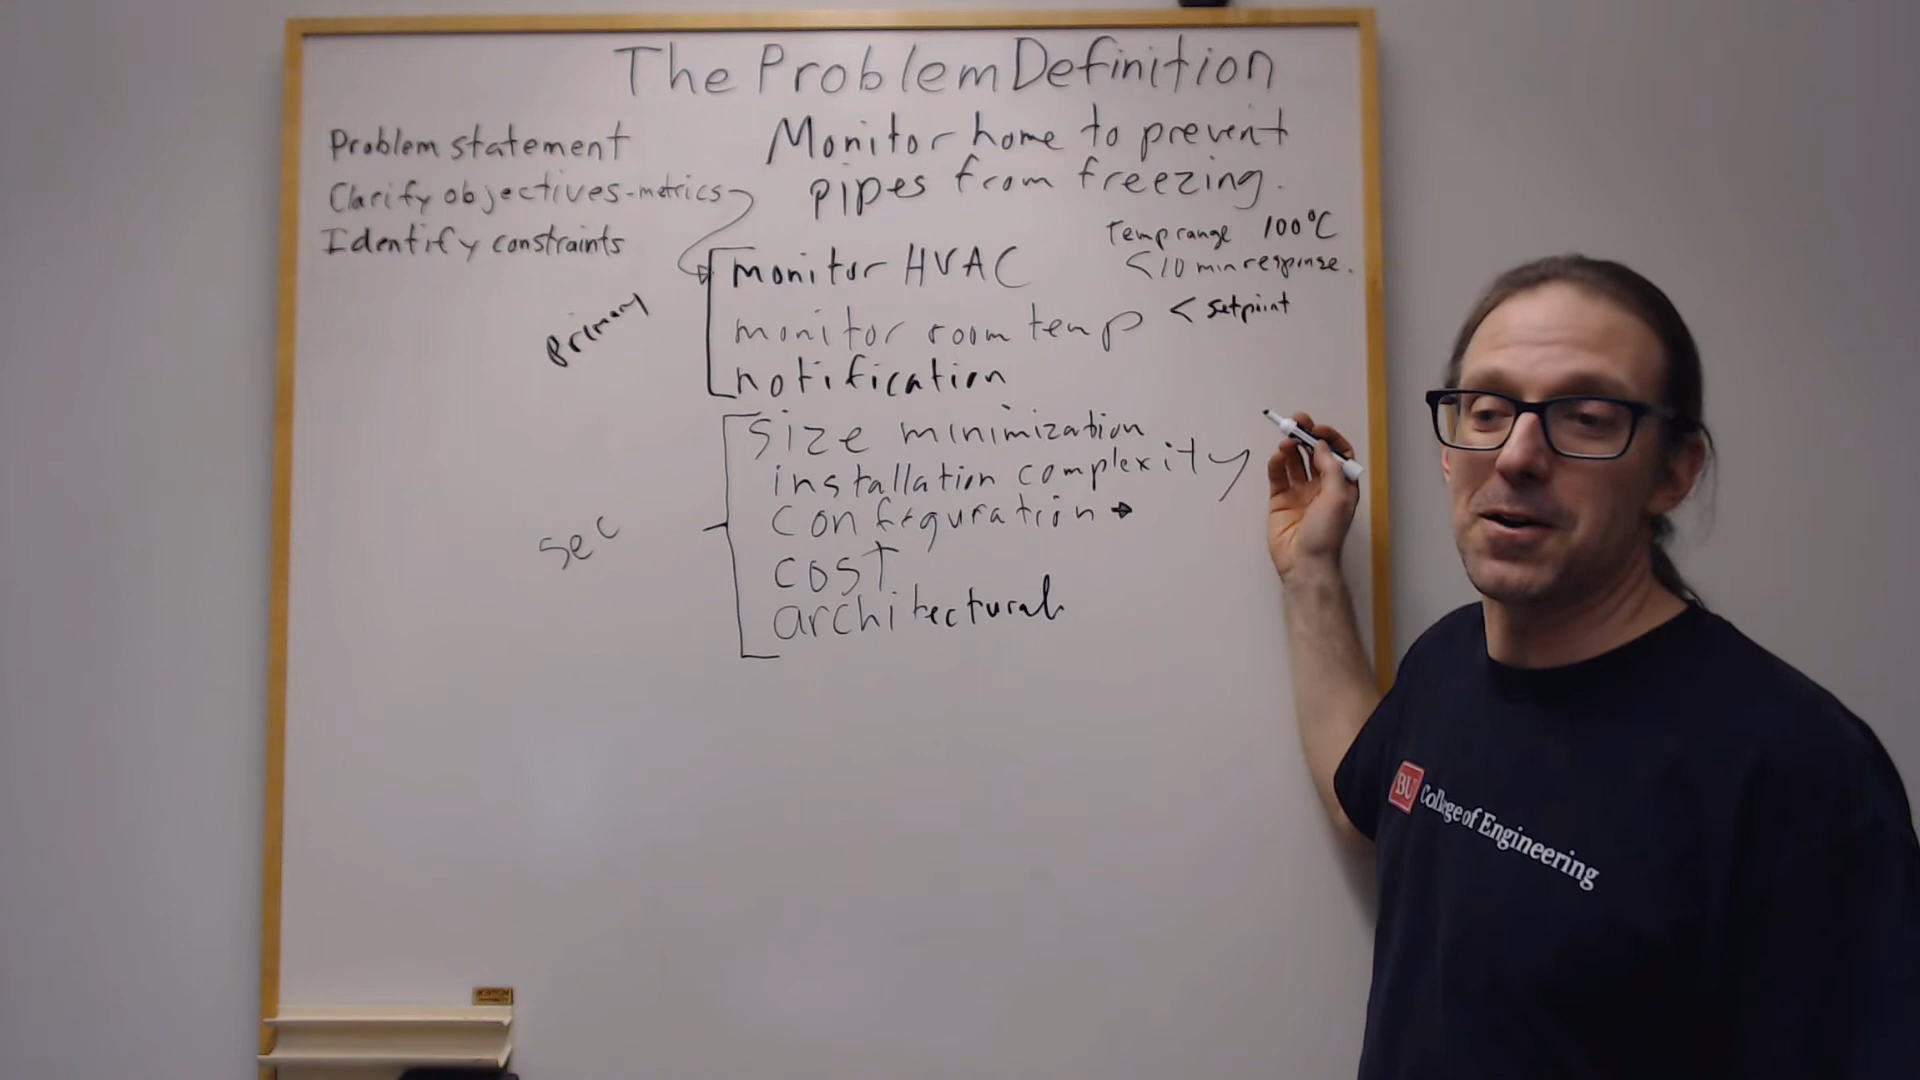 The Problem Definition
Problem statement
Clarify objectives-metrics
Identify constraints
Monitor home to prevent
pipes from freezing.
Primary
monitor HVAC
Temp range 100°C
<10 min response.
monitor room temp < setpoint
notification
sec
size minimization
installation complexity
configuration
cost
architectural
BU College of Engineering